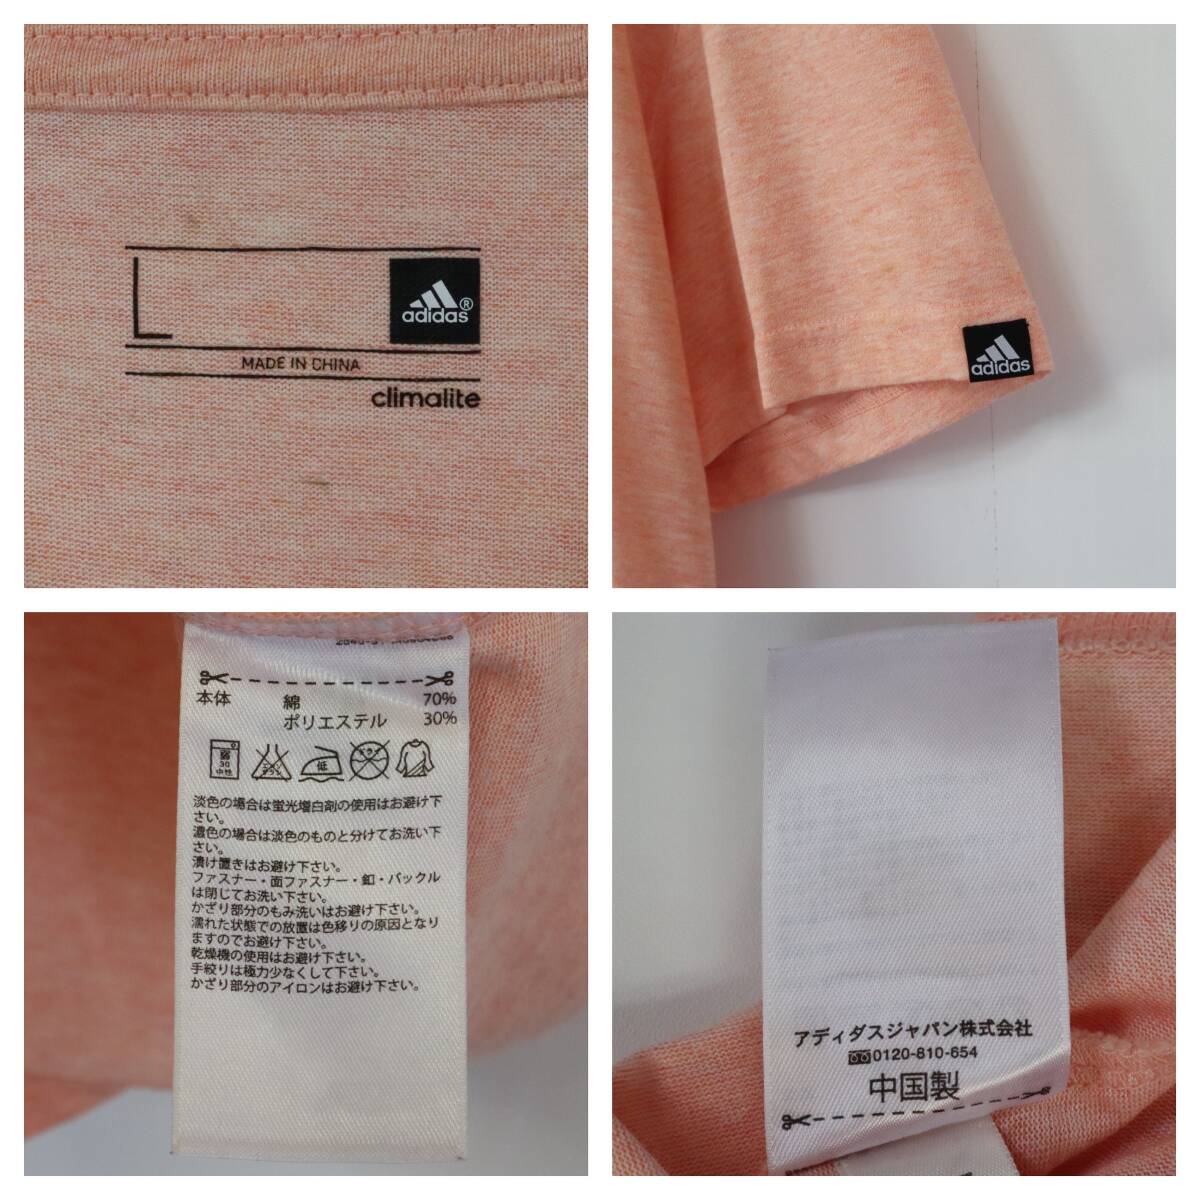 L
adidas®
MADE IN CHINA
climalite
adidas
本体 綿 70%
ポリエステル 30%
弱
30
中性
低
ドライ
淡色の場合は蛍光増白剤の使用はお避け下
さい。
濃色の場合は淡色のものと分けてお洗い下
さい。
漬け置きはお避け下さい。
ファスナー・面ファスナー・釦・バックル
は閉じてお洗い下さい。
かざり部分のもみ洗いはお避け下さい。
濡れた状態での放置は色移りの原因となり
ますのでお避け下さい。
乾燥機の使用はお避け下さい。
手絞りは極力少なくして下さい。
かざり部分のアイロンはお避け下さい。
アディダスジャパン株式会社
0120-810-654
中国製